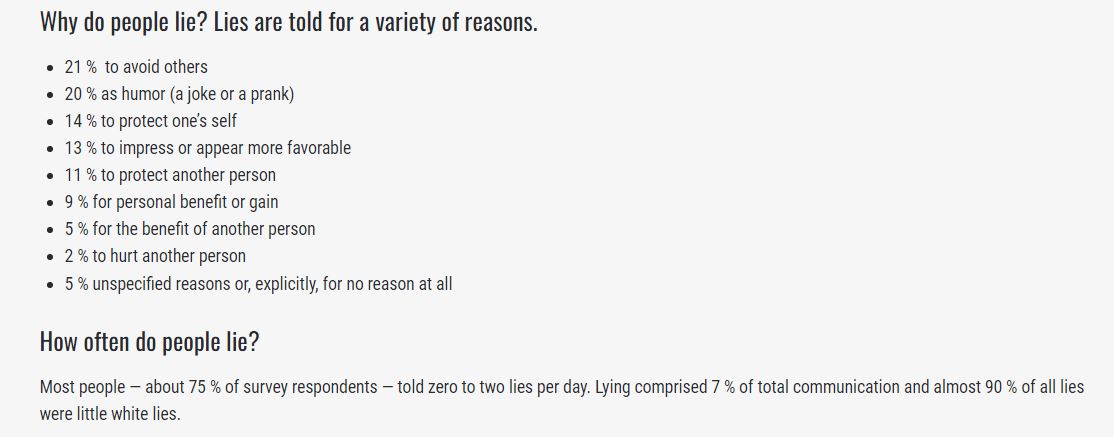 Why do people lie? Lies are told for a variety of reasons.
• 21 %  to avoid others
• 20 % as humor (a joke or a prank)
• 14 % to protect one’s self
• 13 % to impress or appear more favorable
• 11 % to protect another person
• 9 % for personal benefit or gain
• 5 % for the benefit of another person
• 2 % to hurt another person
• 5 % unspecified reasons or, explicitly, for no reason at all
How often do people lie?
Most people — about 75 % of survey respondents — told zero to two lies per day. Lying comprised 7 % of total communication and almost 90 % of all lies
were little white lies.